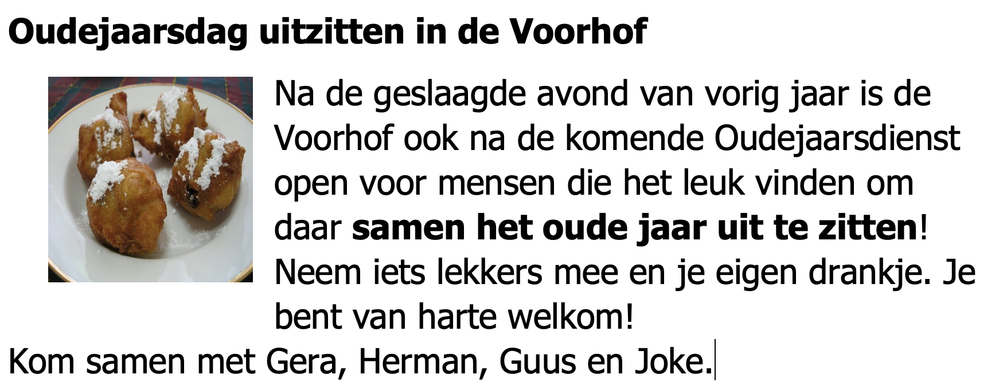 Oudejaarsdag uitzitten in de Voorhof
Na de geslaagde avond van vorig jaar is de
Voorhof ook na de komende Oudejaarsdienst
open voor mensen die het leuk vinden om
daar samen het oude jaar uit te zitten!
Neem iets lekkers mee en je eigen drankje. Je
bent van harte welkom!
Kom samen met Gera, Herman, Guus en Joke.